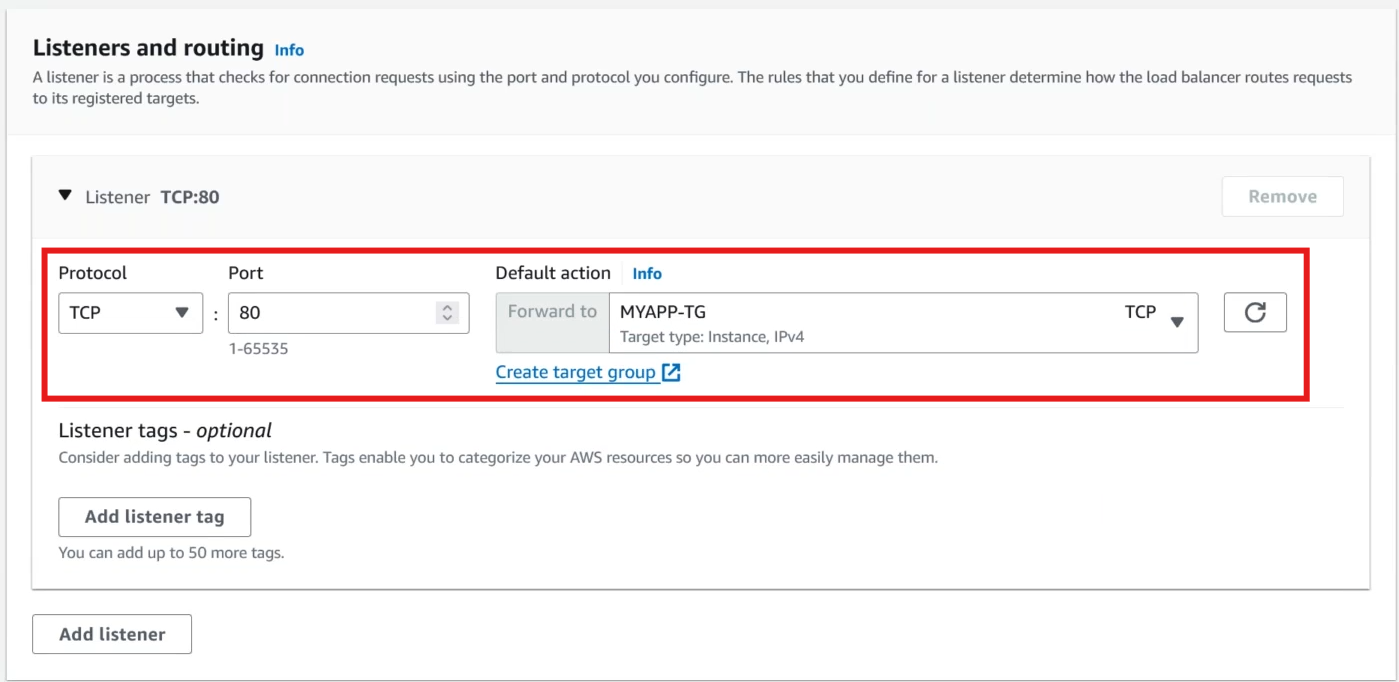 Listeners and routing Info
A listener is a process that checks for connection requests using the port and protocol you configure. The rules that you define for a listener determine how the load balancer routes requests
to its registered targets.
Listener TCP:80
Remove
Protocol
Port
Default action
Info
TCP
:
80
Forward to
MYAPP-TG
TCP
Target type: Instance, IPv4
1-65535
Create target group
Listener tags - optional
Consider adding tags to your listener. Tags enable you to categorize your AWS resources so you can more easily manage them.
Add listener tag
You can add up to 50 more tags.
Add listener